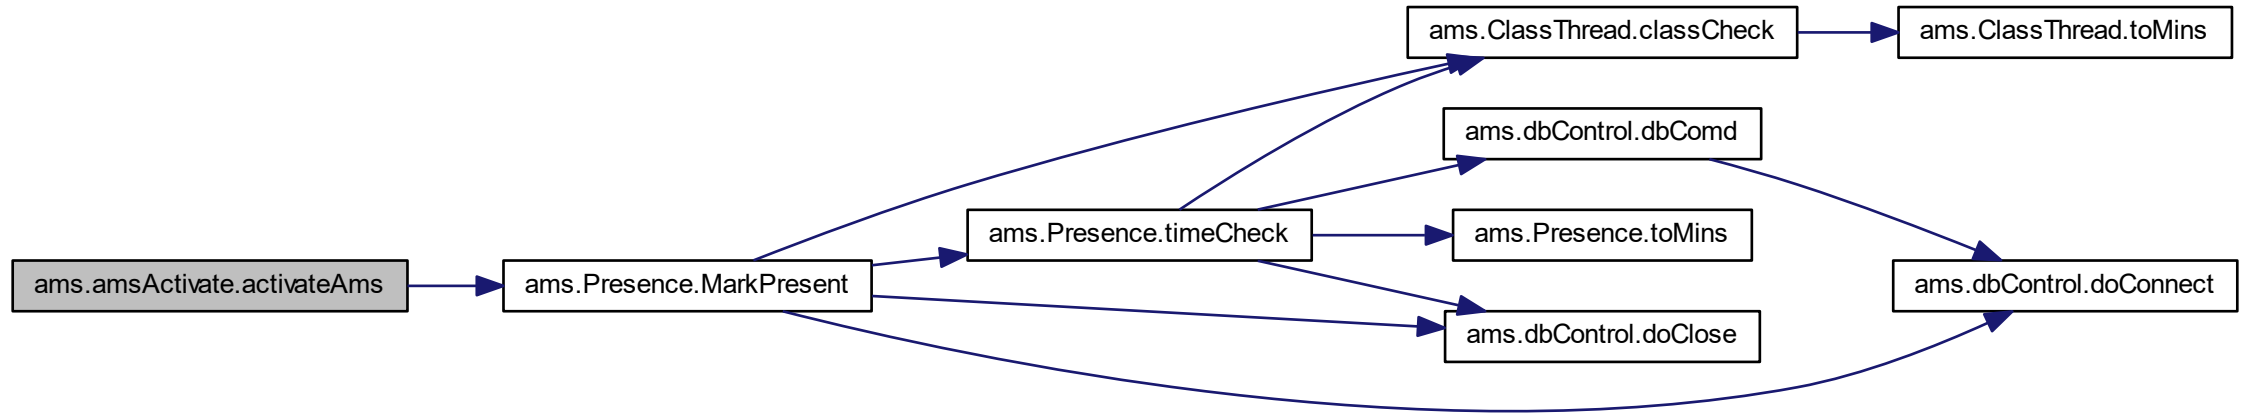 ams.ClassThread.classCheck
ams.ClassThread.toMins
ams.dbControl.dbComd
ams.Presence.timeCheck
ams.Presence.toMins
ams.amsActivate.activateAms
ams.Presence.MarkPresent
ams.dbControl.doConnect
ams.dbControl.doClose